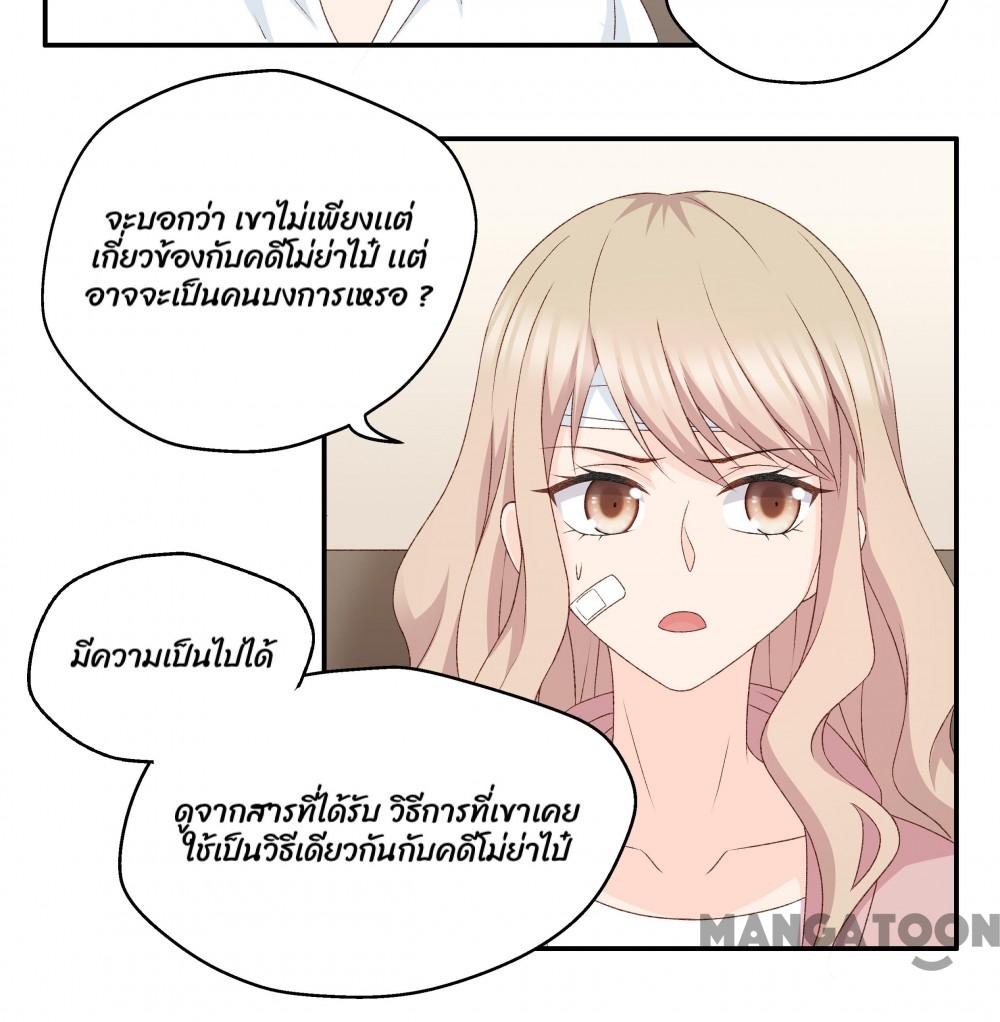 จะบอกว่า เขาไม่เพียงแต่
เกี่ยวข้องกับคดีโม่ย่าไป๋ แต่
อาจจะเป็นคนบงการเหรอ ?
มีความเป็นไปได้
ดูจากสารที่ได้รับ วิธีการที่เขาเคย
ใช้เป็นวิธีเดียวกันกับคดีโม่ย่าไป๋
MANGATOON